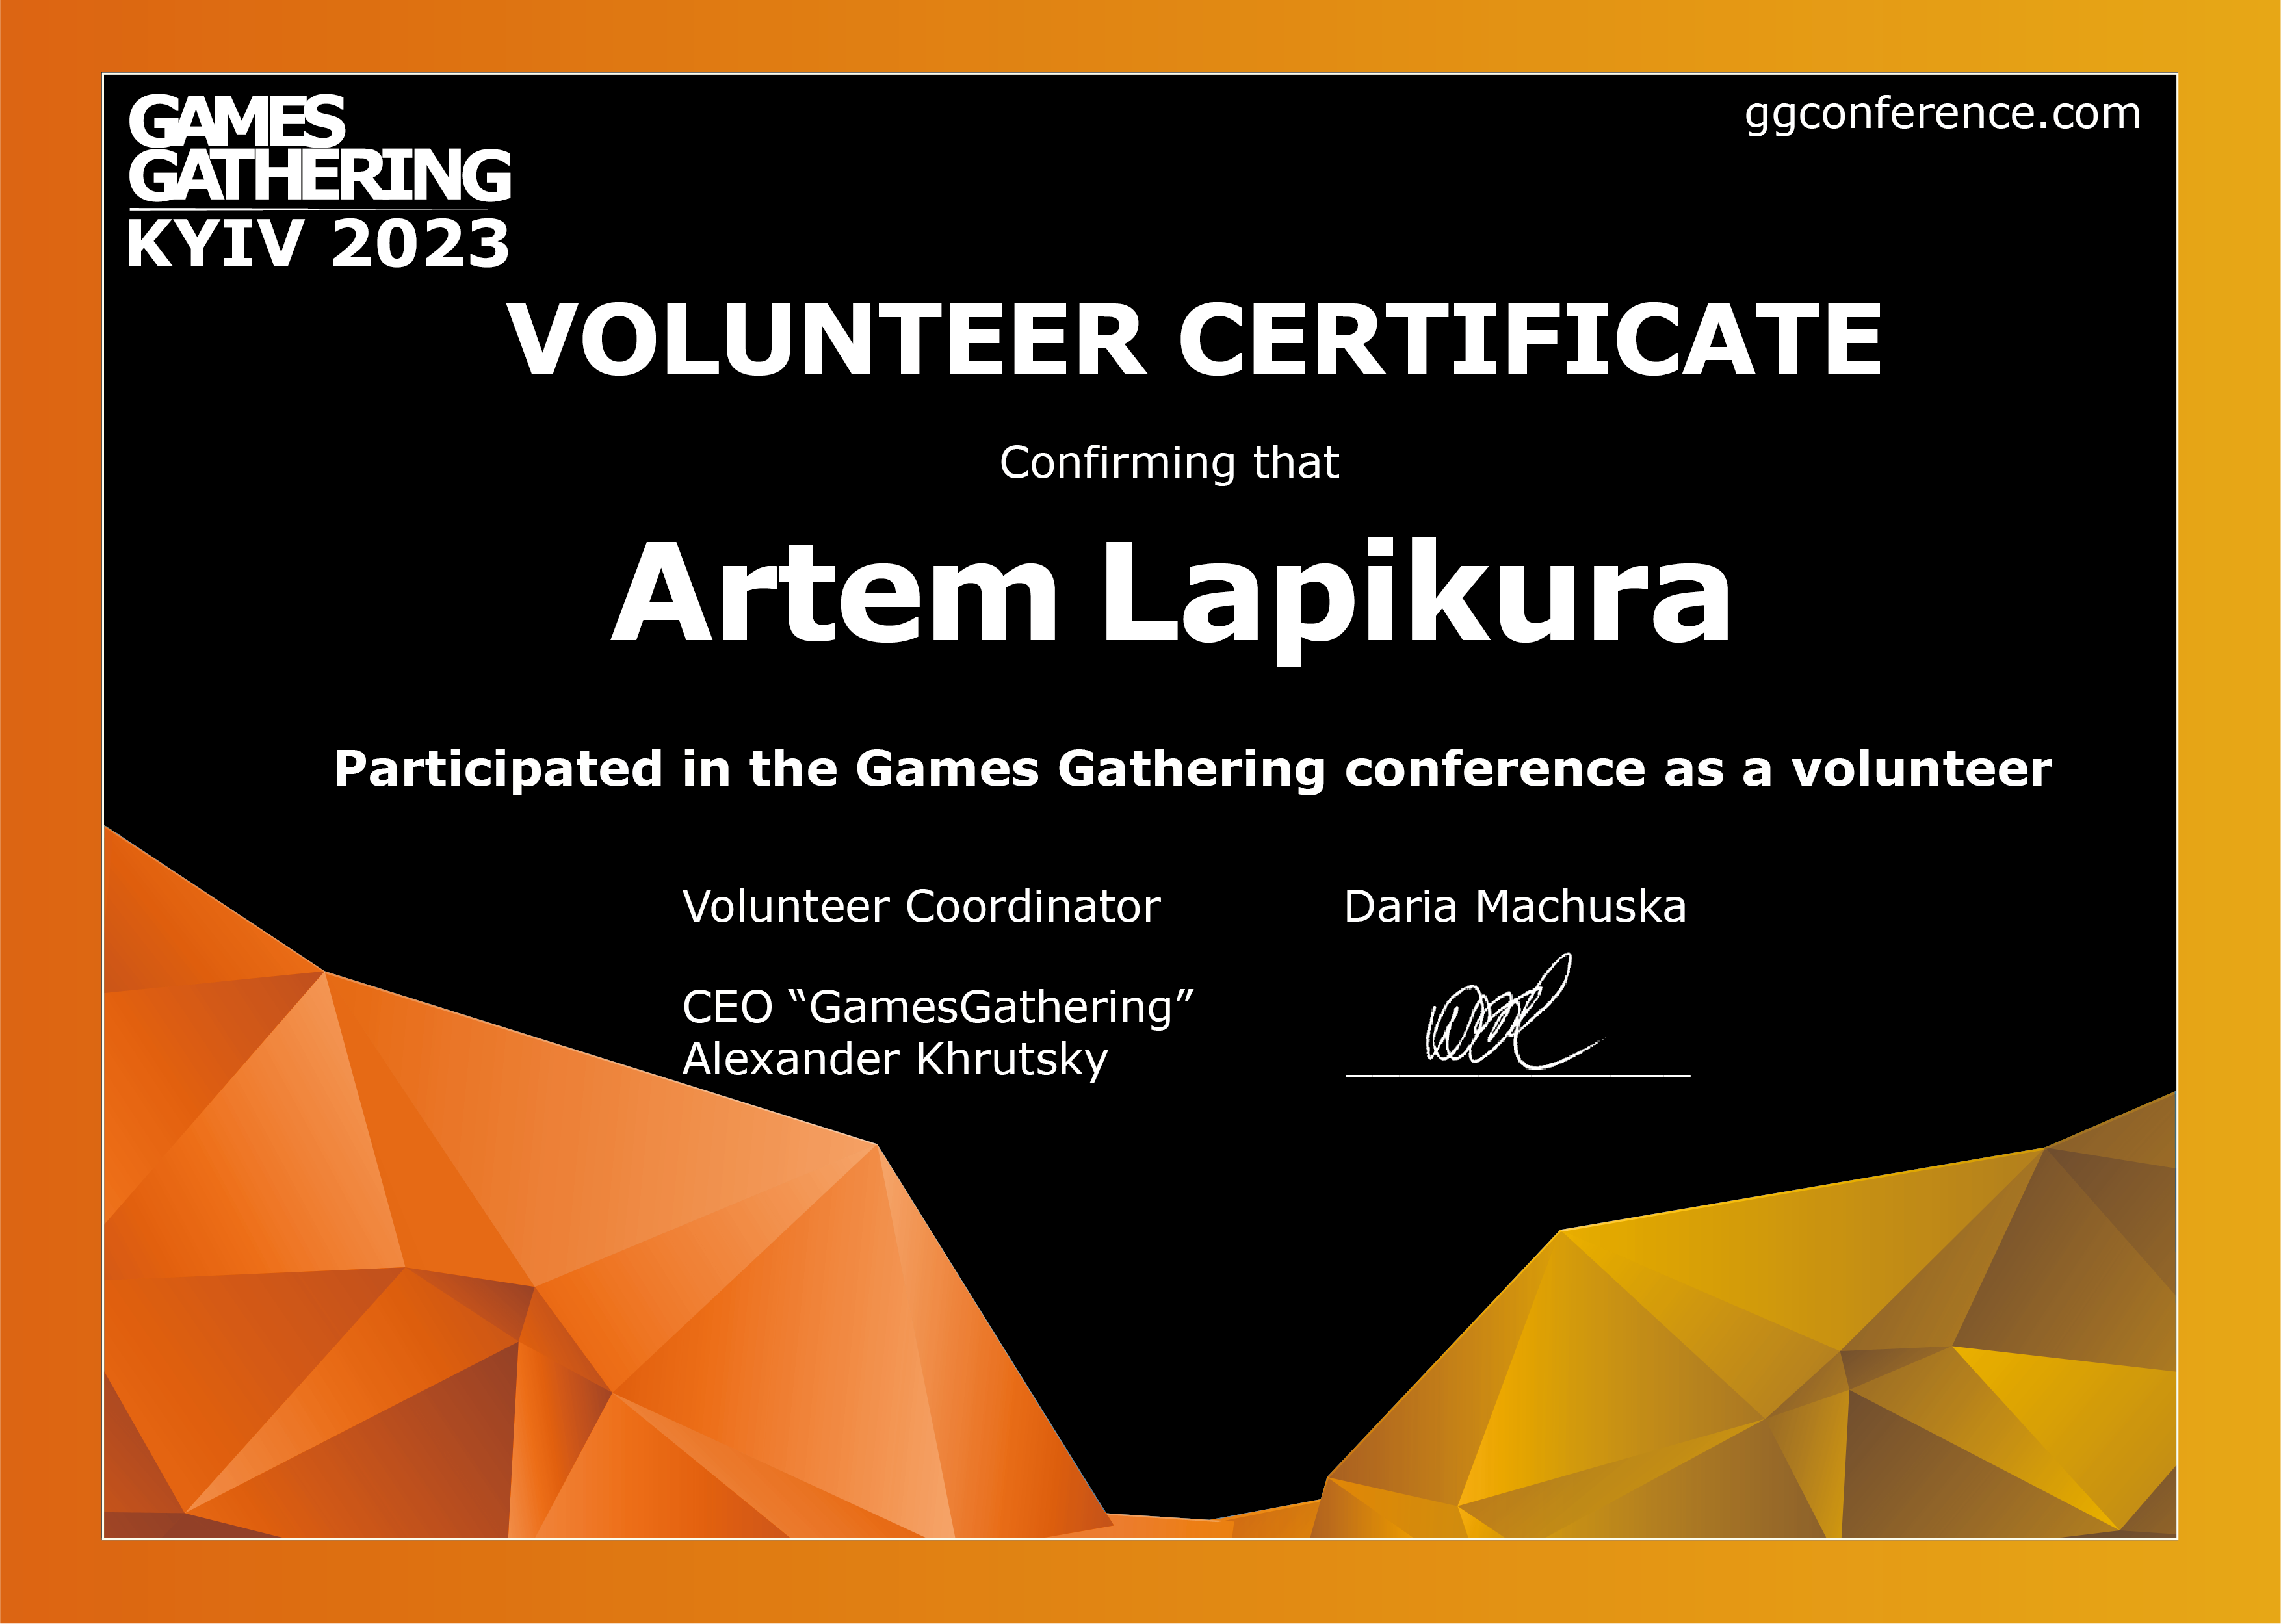 GAMES
GATHERING
KYIV 2023
ggconference.com
VOLUNTEER CERTIFICATE
Confirming that
Artem Lapikura
Participated in the Games Gathering conference as a volunteer
Volunteer Coordinator
Daria Machuska
CEO “GamesGathering”
Alexander Khrutsky